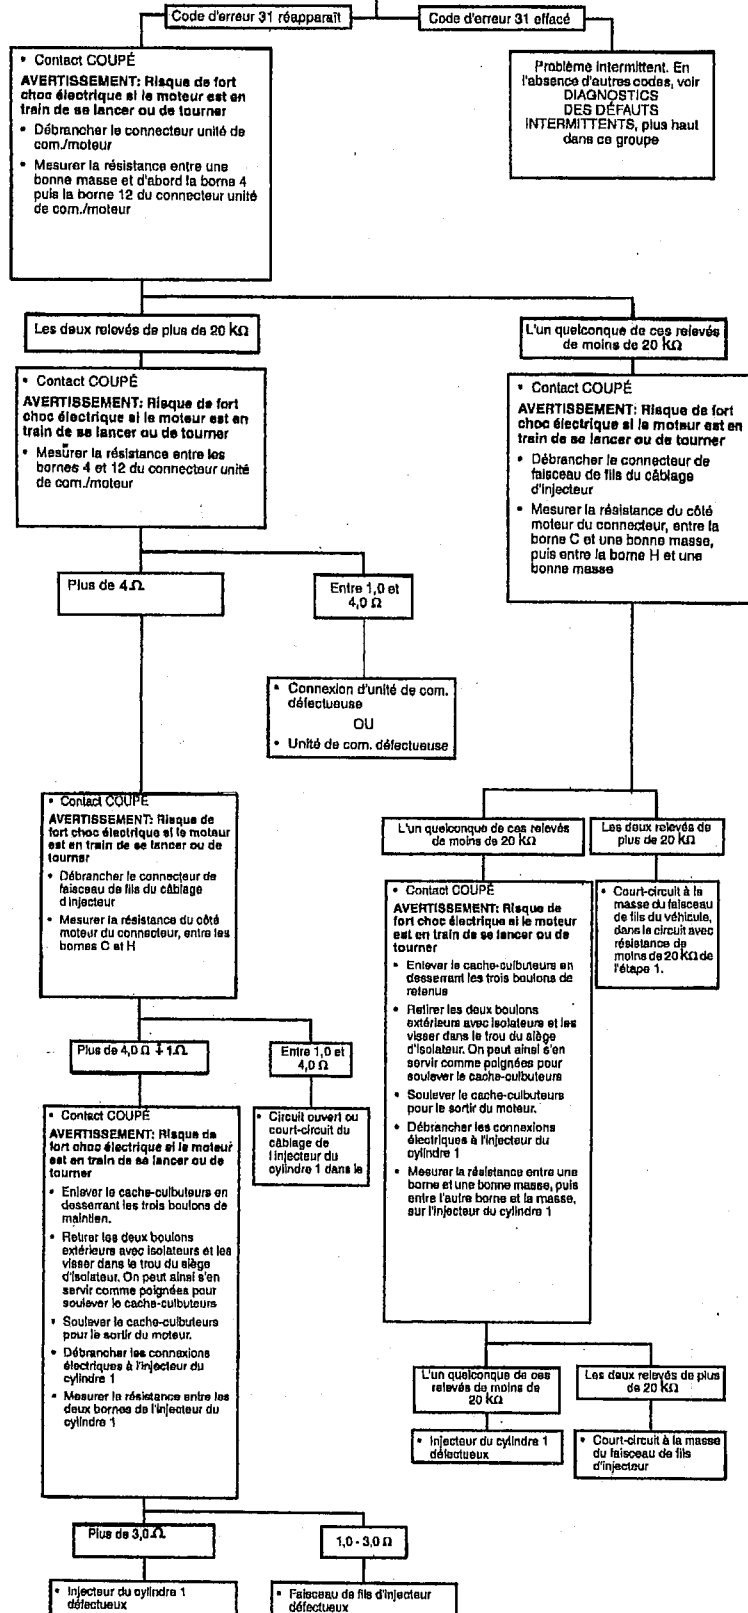 Code d'erreur 31 réapparaît
Code d'erreur 31 effacé
• Contact COUPÉ
AVERTISSEMENT: Risque de fort
choc électrique si le moteur est en
train de se lancer ou de tourner
• Débrancher le connecteur unité de
com./moteur
• Mesurer la résistance entre une
bonne masse et d'abord la borne 4
puis la borne 12 du connecteur unité
de com./moteur
Problème intermittent. En
l'absence d'autres codes, voir
DIAGNOSTICS
DES DÉFAUTS
INTERMITTENTS, plus haut
dans ce groupe
Les deux relevés de plus de 20 kΩ
L'un quelconque de ces relevés
de moins de 20 kΩ
• Contact COUPÉ
AVERTISSEMENT: Risque de fort
choc électrique si le moteur est en
train de se lancer ou de tourner
• Mesurer la résistance entre les
bornes 4 et 12 du connecteur unité
de com./moteur
• Contact COUPÉ
AVERTISSEMENT: Risque de fort
choc électrique si le moteur est en
train de se lancer ou de tourner
• Débrancher le connecteur de
faisceau de fils du câblage
d'injecteur
• Mesurer la résistance du côté
moteur du connecteur, entre la
borne C et une bonne masse,
puis entre la borne H et une
bonne masse
Plus de 4Ω
Entre 1,0 et
4,0 Ω
• Connexion d'unité de com.
défectueuse
OU
• Unité de com. défectueuse
• Contact COUPÉ
AVERTISSEMENT: Risque de
fort choc électrique si le moteur
est en train de se lancer ou de
tourner
• Débrancher le connecteur de
faisceau de fils du câblage
d'injecteur
• Mesurer la résistance du côté
moteur du connecteur, entre les
bornes C et H
L'un quelconque de ces relevés
de moins de 20 kΩ
Les deux relevés de
plus de 20 kΩ
• Contact COUPÉ
AVERTISSEMENT: Risque de
fort choc électrique si le moteur
est en train de se lancer ou de
tourner
• Enlever le cache-culbuteurs en
desserrant les trois boulons de
retenue
• Retirer les deux boulons
extérieurs avec isolateurs et les
visser dans le trou du siège
d'isolateur. On peut ainsi s'en
servir comme poignées pour
soulever le cache-culbuteurs
• Soulever le cache-culbuteurs
pour le sortir du moteur.
• Débrancher les connexions
électriques à l'injecteur du
cylindre 1
• Mesurer la résistance entre une
borne et une bonne masse, puis
entre l'autre borne et la masse,
sur l'injecteur du cylindre 1
• Court-circuit à la
masse du faisceau
de fils du véhicule,
dans le circuit avec
résistance de
moins de 20 kΩ de
l'étape 1.
Plus de 4,0 Ω + 1Ω
Entre 1,0 et
4,0 Ω
• Contact COUPÉ
AVERTISSEMENT: Risque de
fort choc électrique si le moteur
est en train de se lancer ou de
tourner
• Enlever le cache-culbuteurs en
desserrant les trois boulons de
maintien.
• Retirer les deux boulons
extérieurs avec isolateurs et les
visser dans le trou du siège
d'isolateur. On peut ainsi s'en
servir comme poignées pour
soulever le cache-culbuteurs
• Soulever le cache-culbuteurs
pour le sortir du moteur.
• Débrancher les connexions
électriques à l'injecteur du
cylindre 1
• Mesurer la résistance entre les
deux bornes de l'injecteur du
cylindre 1
• Circuit ouvert ou
court-circuit du
câblage de
l'injecteur du
cylindre 1 dans le
L'un quelconque de ces
relevés de moins de
20 kΩ
Les deux relevés de plus
de 20 kΩ
• Injecteur du cylindre 1
défectueux
• Court-circuit à la masse
du faisceau de fils
d'injecteur
Plus de 3,0Ω
1,0 - 3,0 Ω
• Injecteur du cylindre 1
défectueux
• Faisceau de fils d'injecteur
défectueux